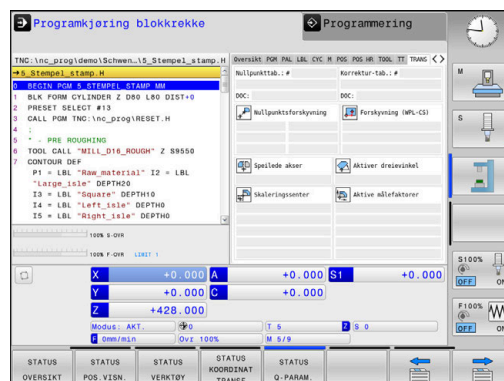 Programkjøring blokkrekke
Programmering
TNC:\nc_prog\demo\Schwen…\5_Stempel_stamp.H
→5_Stempel_stamp.H
0 BEGIN PGM 5_STEMPEL_STAMP MM
1 BLK FORM CYLINDER Z D80 L80 DIST+0
2 PRESET SELECT #13
3 CALL PGM TNC:\nc_prog\RESET.H
4 ;
5 * - PRE ROUGHING
6 TOOL CALL "MILL_D16_ROUGH" Z S9550
7 CONTOUR DEF
P1 = LBL "Raw_material" I2 = LBL
"Large_isle" DEPTH20
I3 = LBL "Square" DEPTH10
I4 = LBL "Left_isle" DEPTH0
I5 = LBL "Right_isle" DEPTH0
100% S-OVR
100% F-OVR LIMIT 1
Oversikt PGM PAL LBL CYC M POS POS HR TOOL TT TRANS
Nullpunkttab.: # Korrektur-tab.: #
DOC: DOC:
Nullpunktsforskyvning Forskyvning (WPL-CS)
Speilede akser Aktiver dreievinkel
Skaleringssenter Aktive målefaktorer
X +0.000 A +0.000 S1 +0.000
Y +0.000 C +0.000
Z +428.000
Modus: AKT. 0 T 5 Z S 0
F 0mm/min Ovr 100% M 5/9
M
S
S100%
OFF ON
F100%
OFF ON
STATUS OVERSIKT
STATUS POS.VISN.
STATUS VERKTØY
STATUS KOORDINAT TRANSF.
STATUS Q-PARAM.